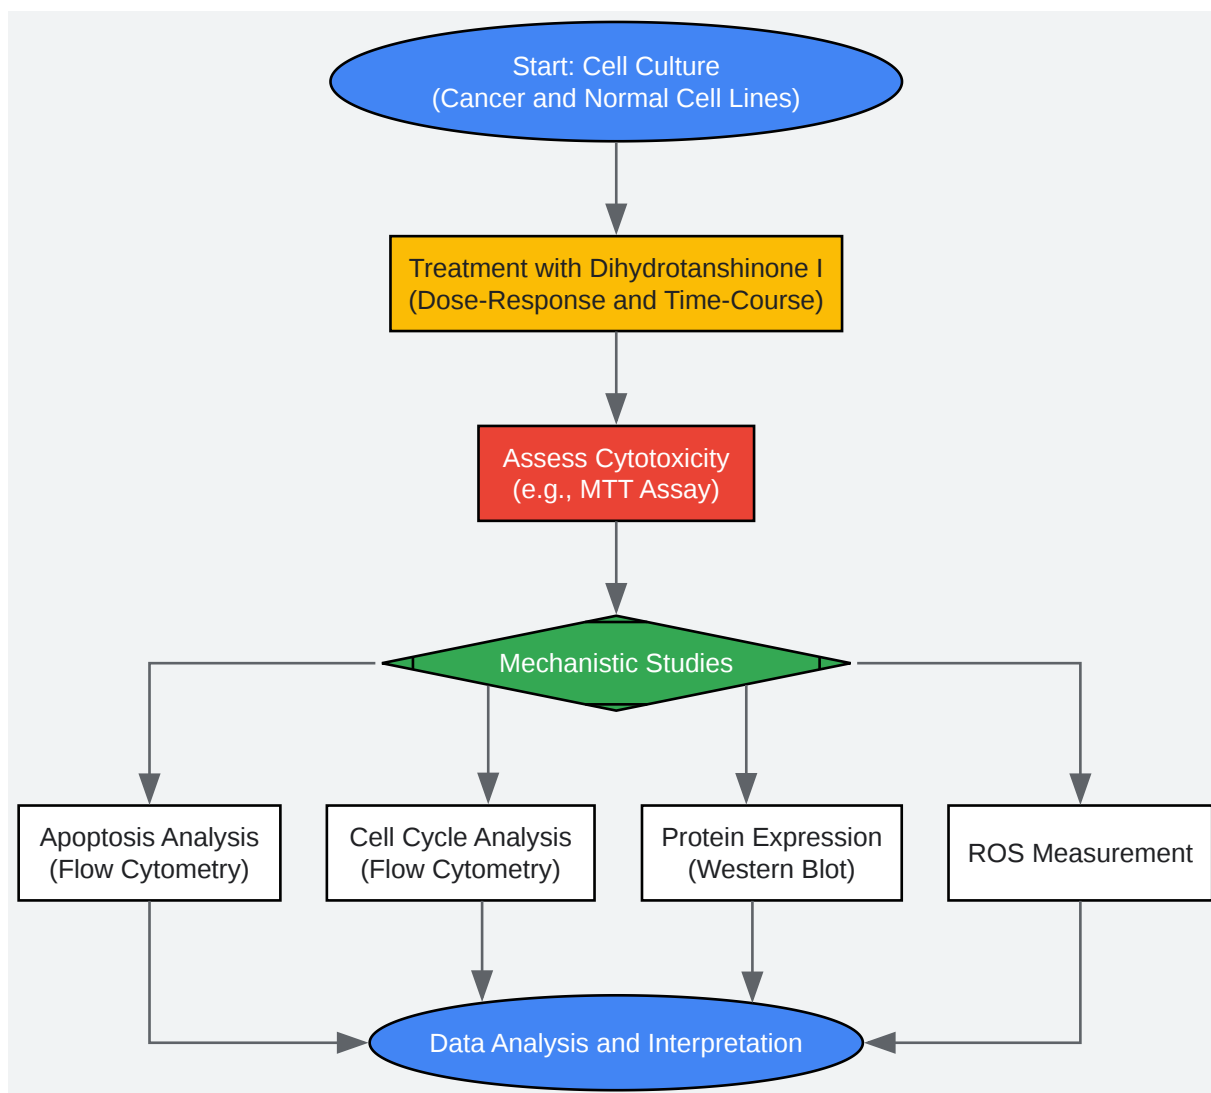 Start: Cell Culture
(Cancer and Normal Cell Lines)
Treatment with Dihydrotanshinone I
(Dose-Response and Time-Course)
Assess Cytotoxicity
(e.g., MTT Assay)
Mechanistic Studies
Apoptosis Analysis
(Flow Cytometry)
Cell Cycle Analysis
(Flow Cytometry)
Protein Expression
(Western Blot)
ROS Measurement
Data Analysis and Interpretation